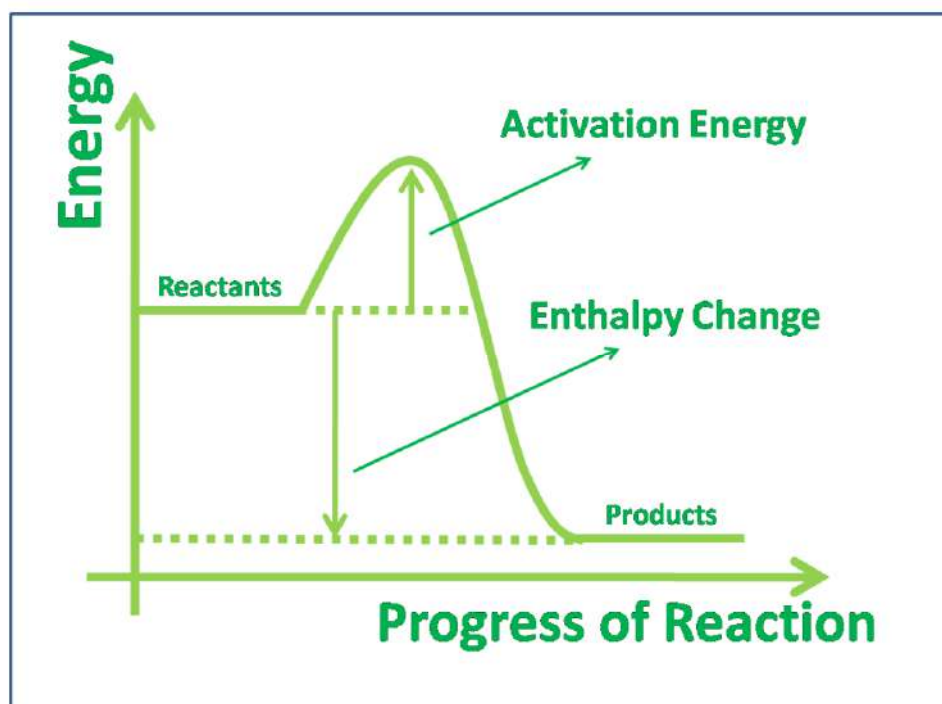 Energy
Activation Energy
Reactants
Enthalpy Change
Products
Progress of Reaction